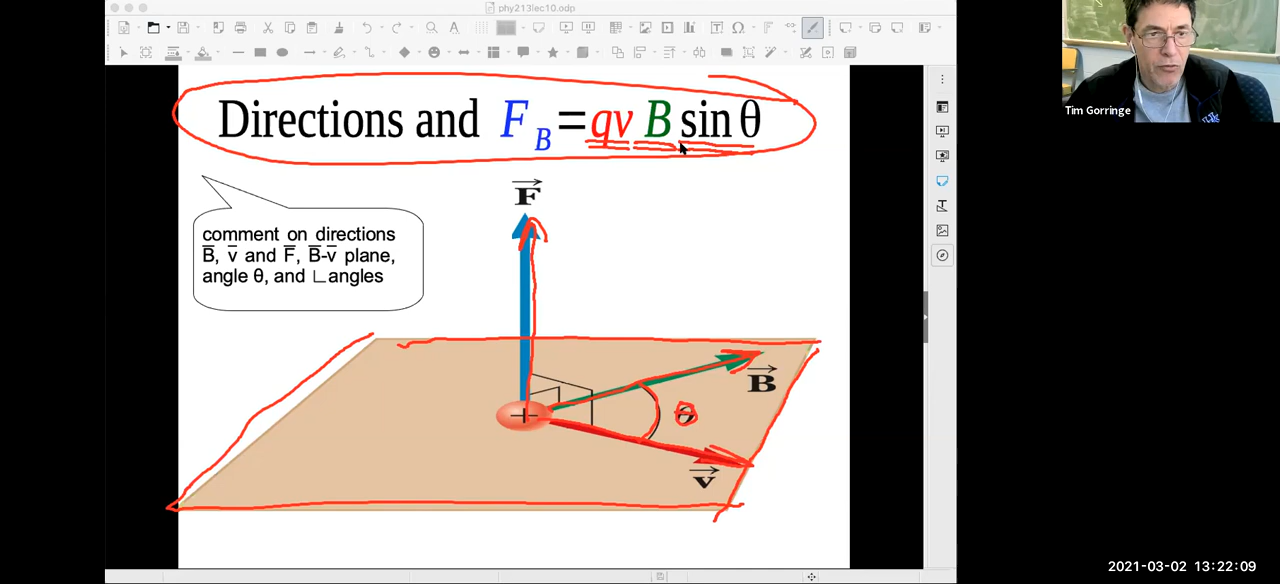 phy213lec10.odp
Directions and F B = qv B sin θ
Tim Gorringe
F
comment on directions
B, v and F, B-v plane,
angle θ, and ∟angles
B
+
θ
v
2021-03-02 13:22:09